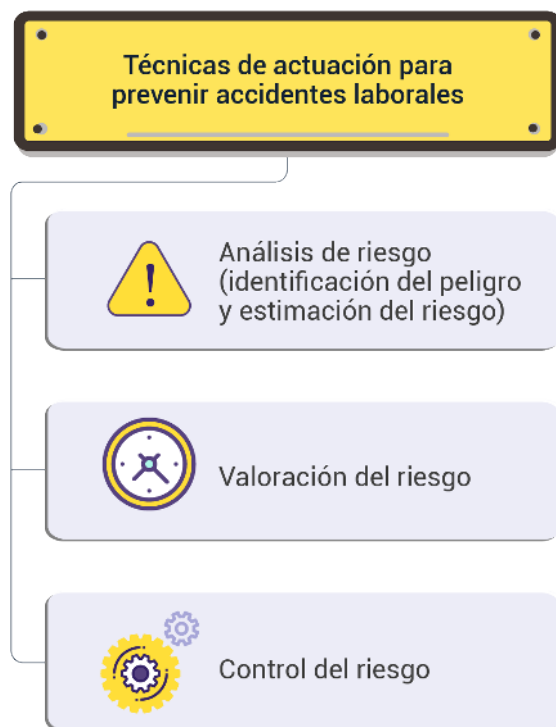 Técnicas de actuación para
prevenir accidentes laborales
Análisis de riesgo
(identificación del peligro
y estimación del riesgo)
Valoración del riesgo
Control del riesgo